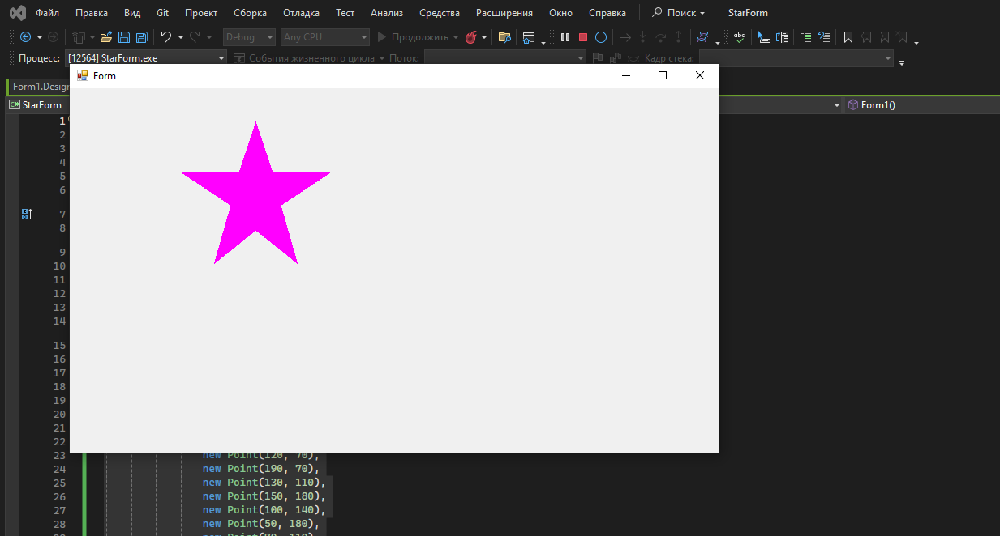 Файл Правка Вид Git Проект Сборка Отладка Тест Анализ Средства Расширения Окно Справка Поиск StarForm
Debug Any CPU Продолжить
Процесс: [12564] StarForm.exe События жизненного цикла Поток: Кадр стека:
Form
Form1.Design
StarForm Form1()
1
2
3
4
5
6
7
8
9
10
11
12
13
14
15
16
17
18
19
20
21
22
23 new Point(120, 70),
24 new Point(190, 70),
25 new Point(130, 110),
26 new Point(150, 180),
27 new Point(100, 140),
28 new Point(50, 180),
new Point(70, 110)